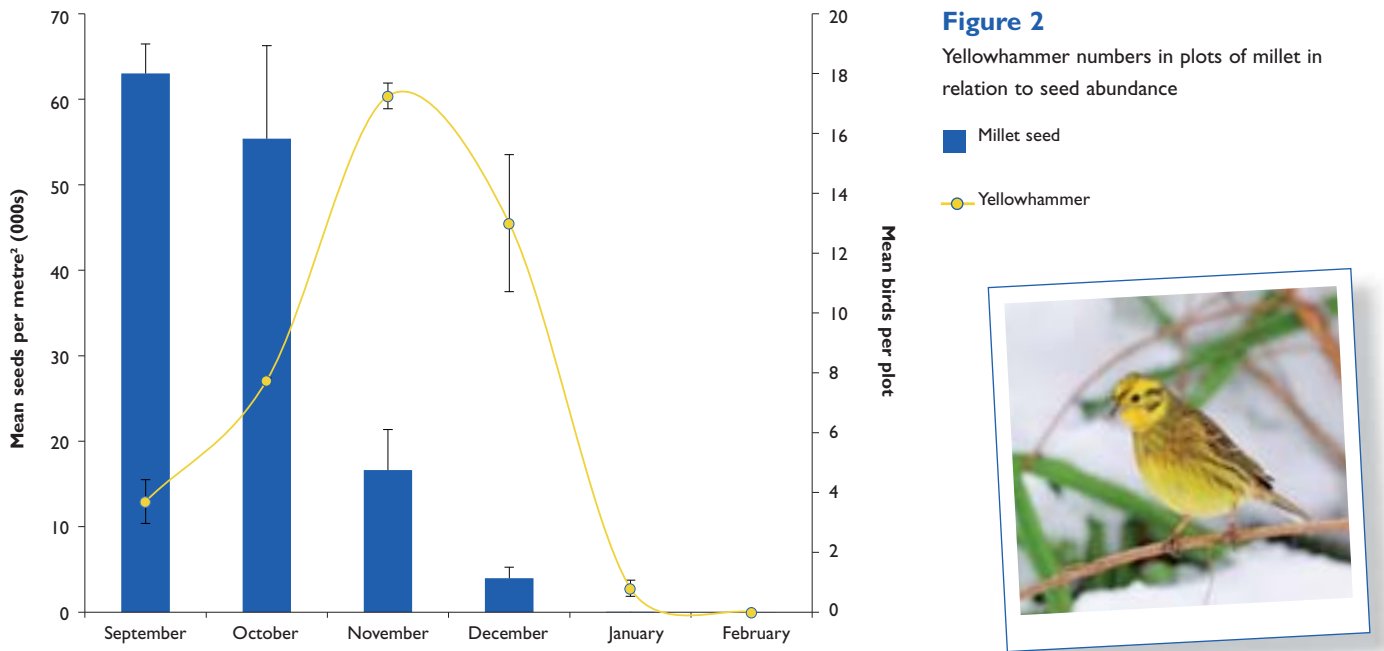 Figure 2
Yellowhammer numbers in plots of millet in
relation to seed abundance
Millet seed
Yellowhammer
Mean seeds per metre² (000s)
70
60
50
40
30
20
10
0
Mean birds per plot
20
18
16
14
12
10
8
6
4
2
0
September October November December January February